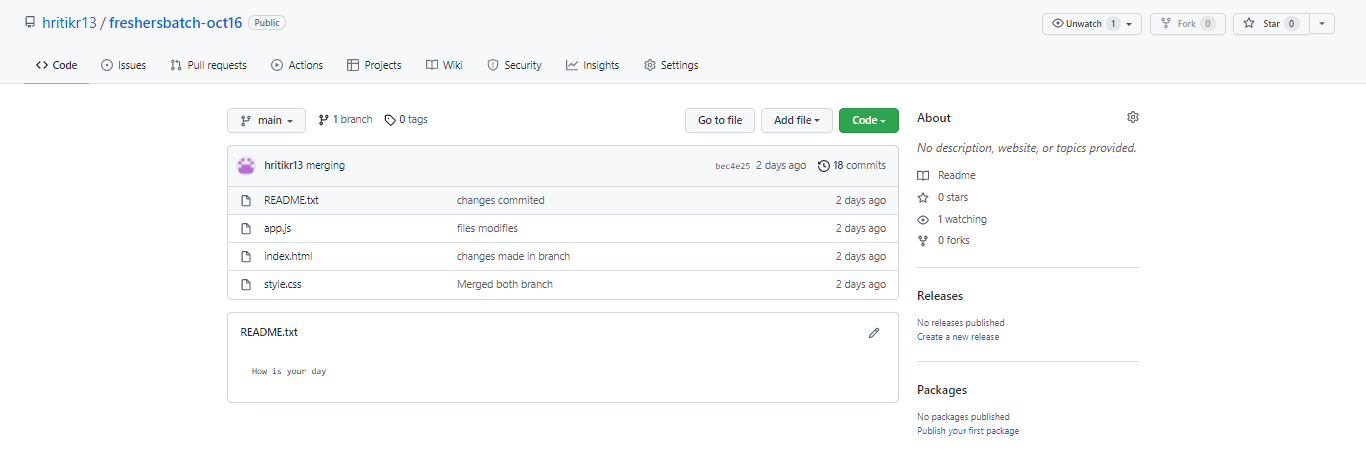 hritikr13 / freshersbatch-oct16 Public
Unwatch 1 Fork 0 Star 0
Code Issues Pull requests Actions Projects Wiki Security Insights Settings
main 1 branch 0 tags Go to file Add file Code
hritikr13 merging bec4e25 2 days ago 18 commits
README.txt changes commited 2 days ago
app.js files modifies 2 days ago
index.html changes made in branch 2 days ago
style.css Merged both branch 2 days ago
README.txt
How is your day
About
No description, website, or topics provided.
Readme
0 stars
1 watching
0 forks
Releases
No releases published
Create a new release
Packages
No packages published
Publish your first package